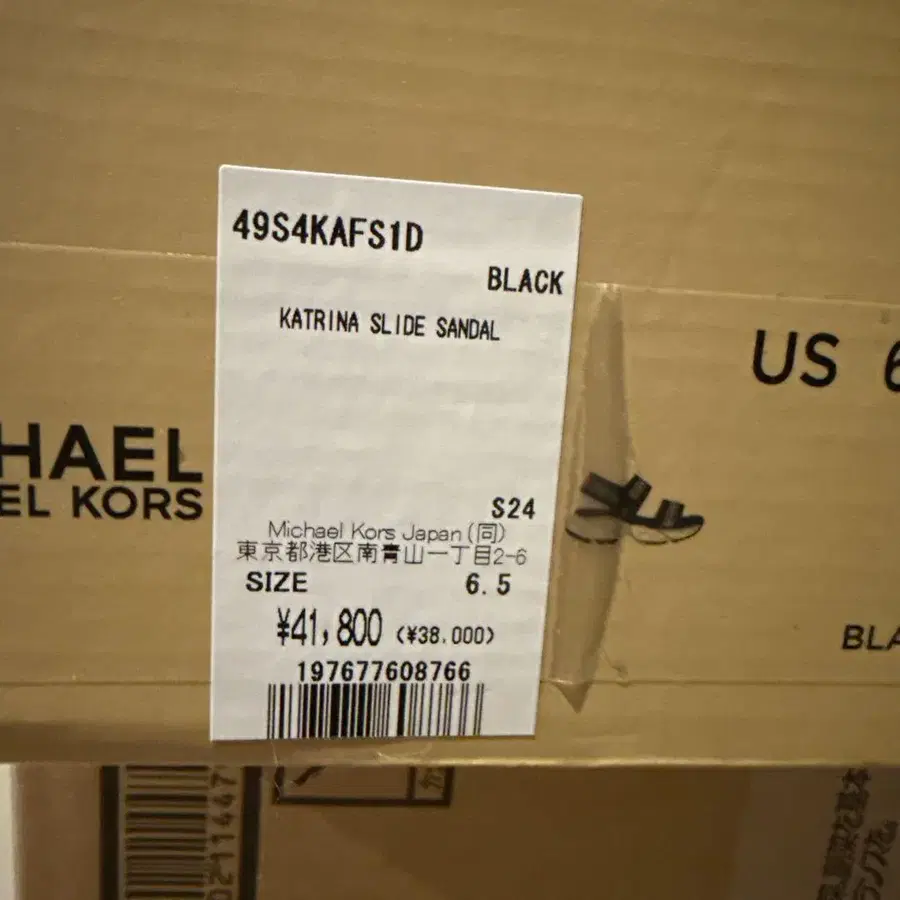 49S4KAFS1D
BLACK
KATRINA SLIDE SANDAL
S24
Michael Kors Japan(同)
東京都港区南青山一丁目2-6
SIZE 6.5
¥41,800 (¥38,000)
197677608766
HAEL
EL KORS
US 6
BLA
0211447